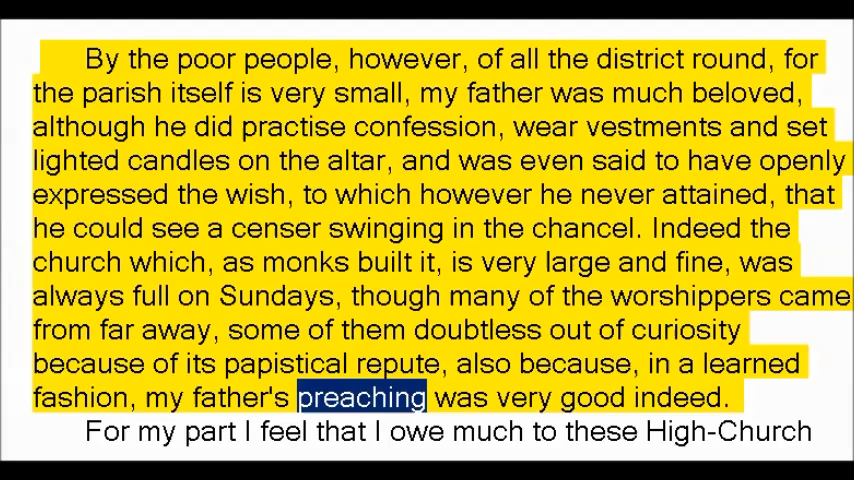 By the poor people, however, of all the district round, for
the parish itself is very small, my father was much beloved,
although he did practise confession, wear vestments and set
lighted candles on the altar, and was even said to have openly
expressed the wish, to which however he never attained, that
he could see a censer swinging in the chancel. Indeed the
church which, as monks built it, is very large and fine, was
always full on Sundays, though many of the worshippers came
from far away, some of them doubtless out of curiosity
because of its papistical repute, also because, in a learned
fashion, my father's preaching was very good indeed.
For my part I feel that I owe much to these High-Church